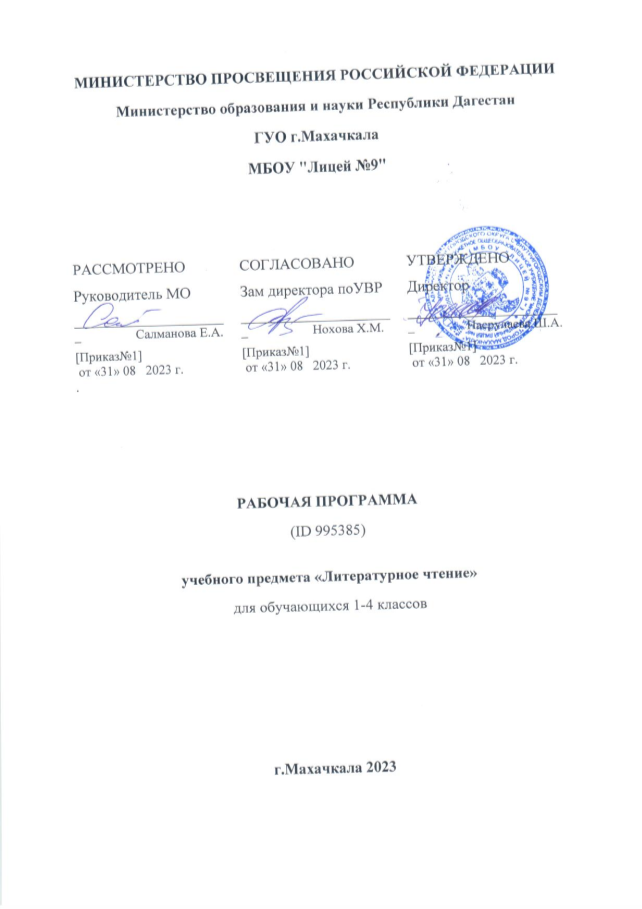 МИНИСТЕРСТВО ПРОСВЕЩЕНИЯ РОССИЙСКОЙ ФЕДЕРАЦИИ
Министерство образования и науки Республики Дагестан
ГУО г.Махачкала
МБОУ "Лицей №9"
РАССМОТРЕНО
Руководитель МО
Салманова Е.А.
[Приказ№1]
от «31» 08 2023 г.
.
СОГЛАСОВАНО
Зам директора поУВР
Нохова Х.М.
[Приказ№1]
от «31» 08 2023 г.
УТВЕРЖДЕНО
Директор
Ш.А.
[Приказ№1]
от «31» 08 2023 г.
РАБОЧАЯ ПРОГРАММА
(ID 995385)
учебного предмета «Литературное чтение»
для обучающихся 1-4 классов
г.Махачкала 2023